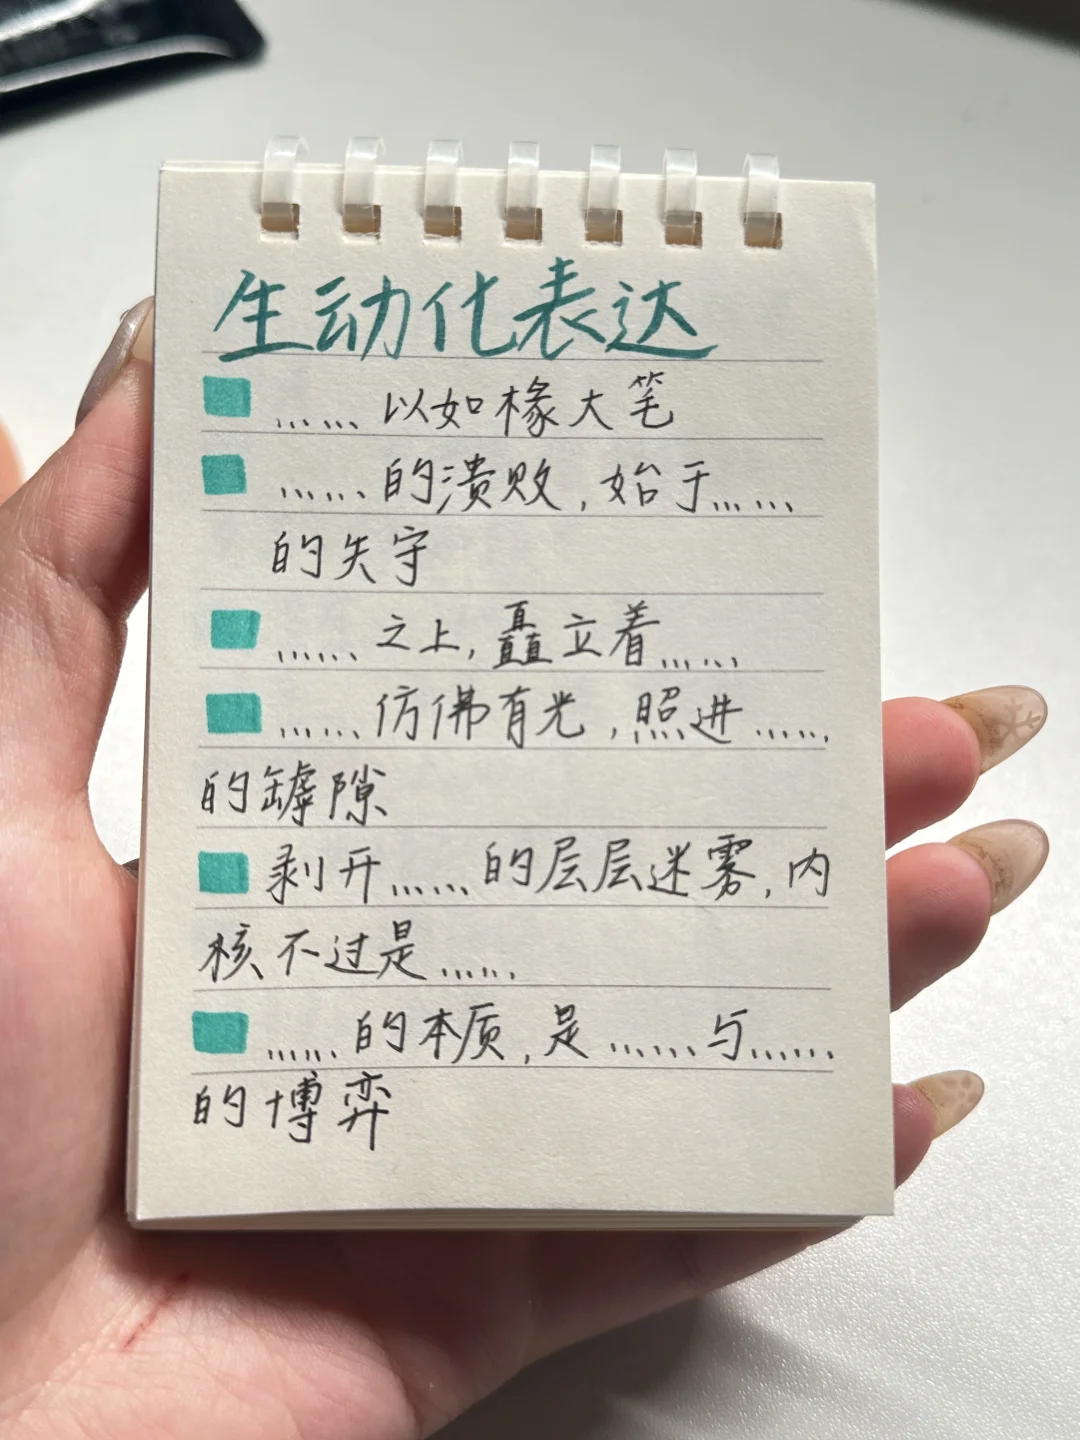 生动化表达
……以如椽大笔
……的溃败,始于……
的失守
……之上,矗立着……
……仿佛有光,照进……
的罅隙
剥开……的层层迷雾,内
核不过是……
……的本质,是……与……
的博弈